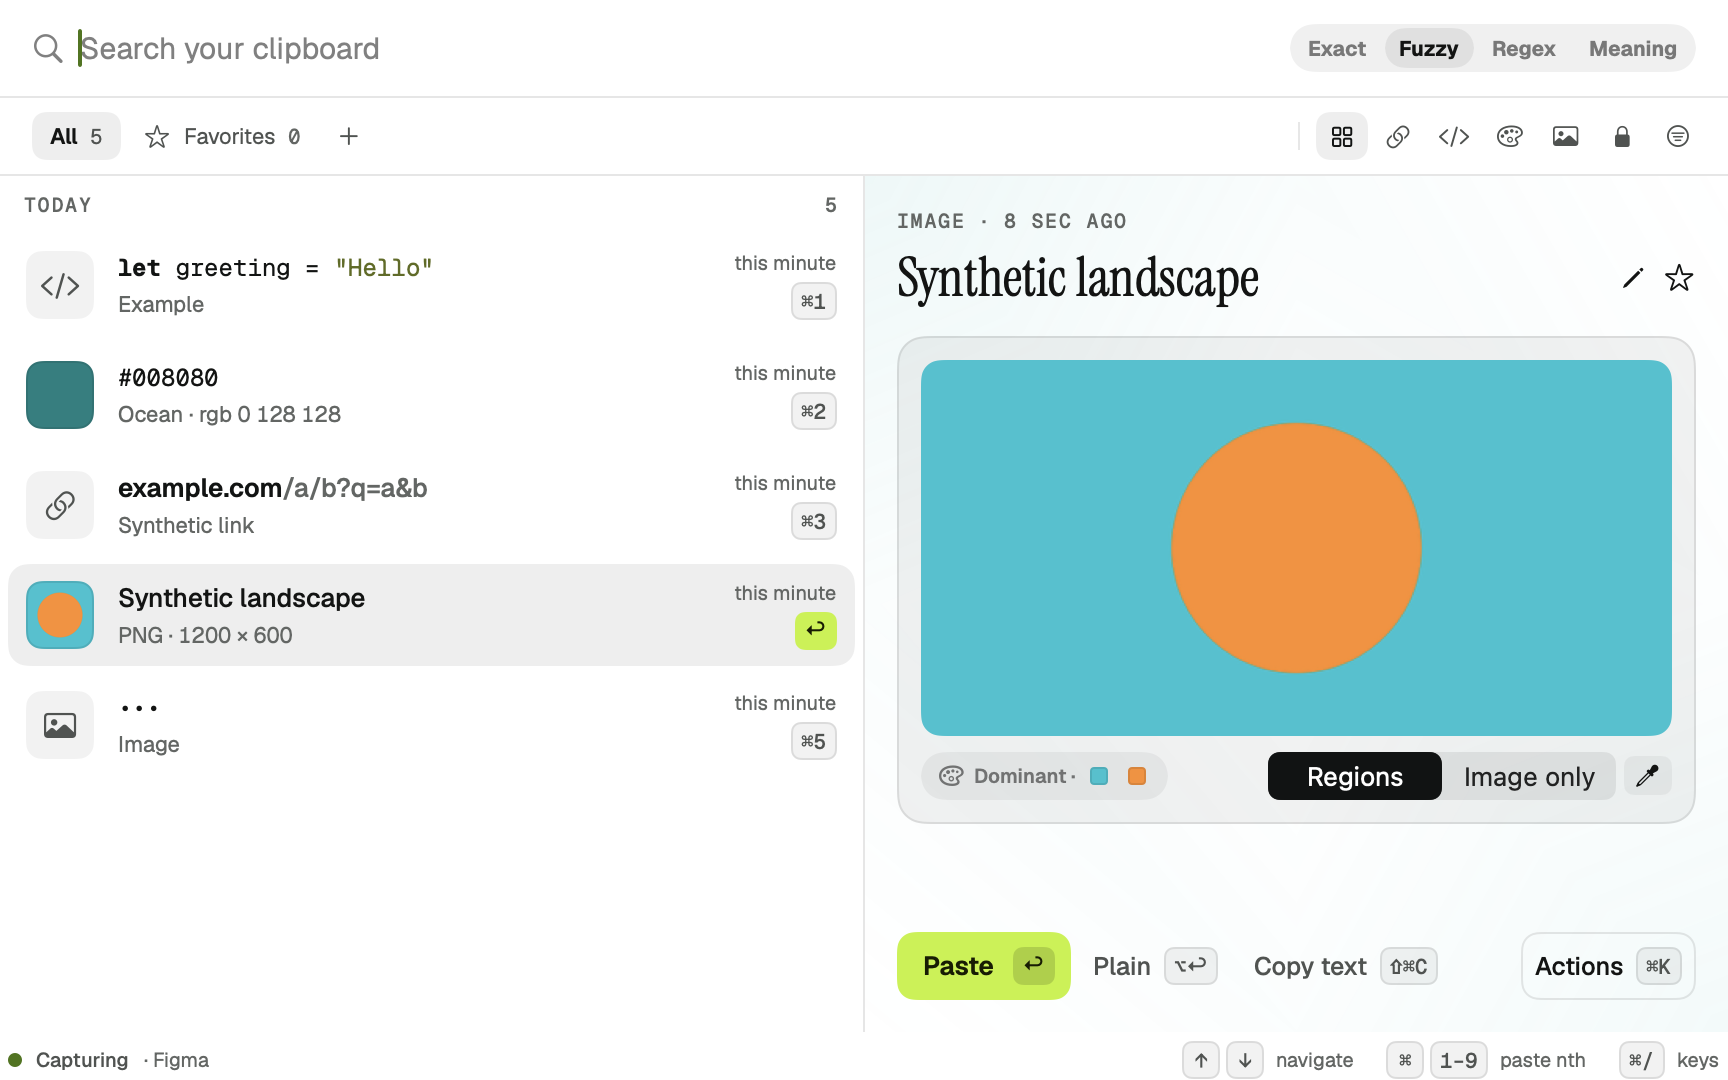 Search your clipboard
Exact Fuzzy Regex Meaning
All 5 Favorites 0
TODAY 5
let greeting = "Hello"
Example
this minute
⌘1
#008080
Ocean · rgb 0 128 128
this minute
⌘2
example.com/a/b?q=a&b
Synthetic link
this minute
⌘3
Synthetic landscape
PNG · 1200 × 600
this minute
...
Image
this minute
⌘5
IMAGE · 8 SEC AGO
Synthetic landscape
Dominant ·
Regions Image only
Paste ↩ Plain ⌥↩ Copy text ⇧⌘C Actions ⌘K
Capturing · Figma
↑ ↓ navigate ⌘ 1–9 paste nth ⌘/ keys